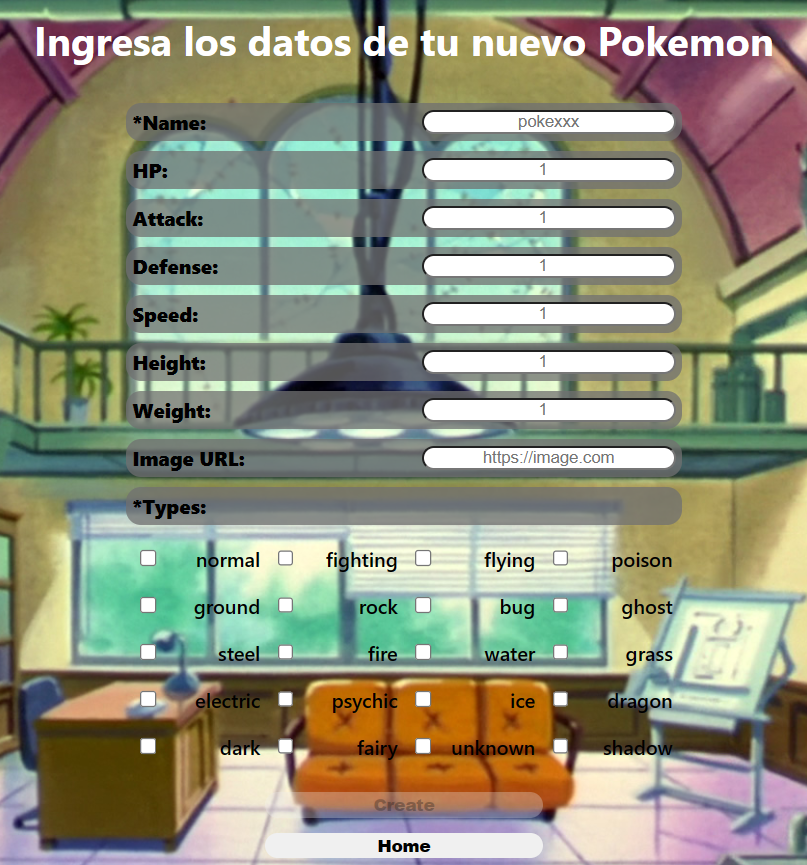 Ingresa los datos de tu nuevo Pokemon
*Name: pokexxx
HP: 1
Attack: 1
Defense: 1
Speed: 1
Height: 1
Weight: 1
Image URL: https://image.com
*Types:
normal fighting flying poison
ground rock bug ghost
steel fire water grass
electric psychic ice dragon
dark fairy unknown shadow
Create
Home